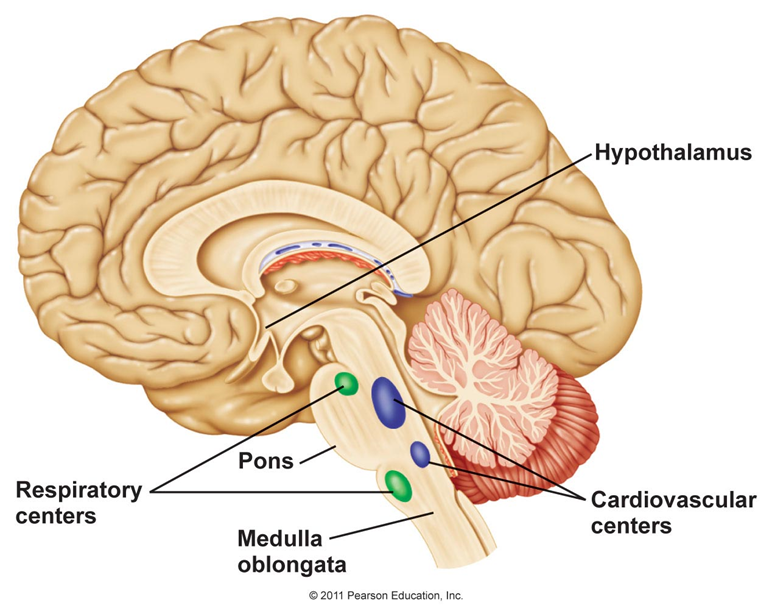 Hypothalamus
Pons
Respiratory
centers
Cardiovascular
centers
Medulla
oblongata
© 2011 Pearson Education, Inc.